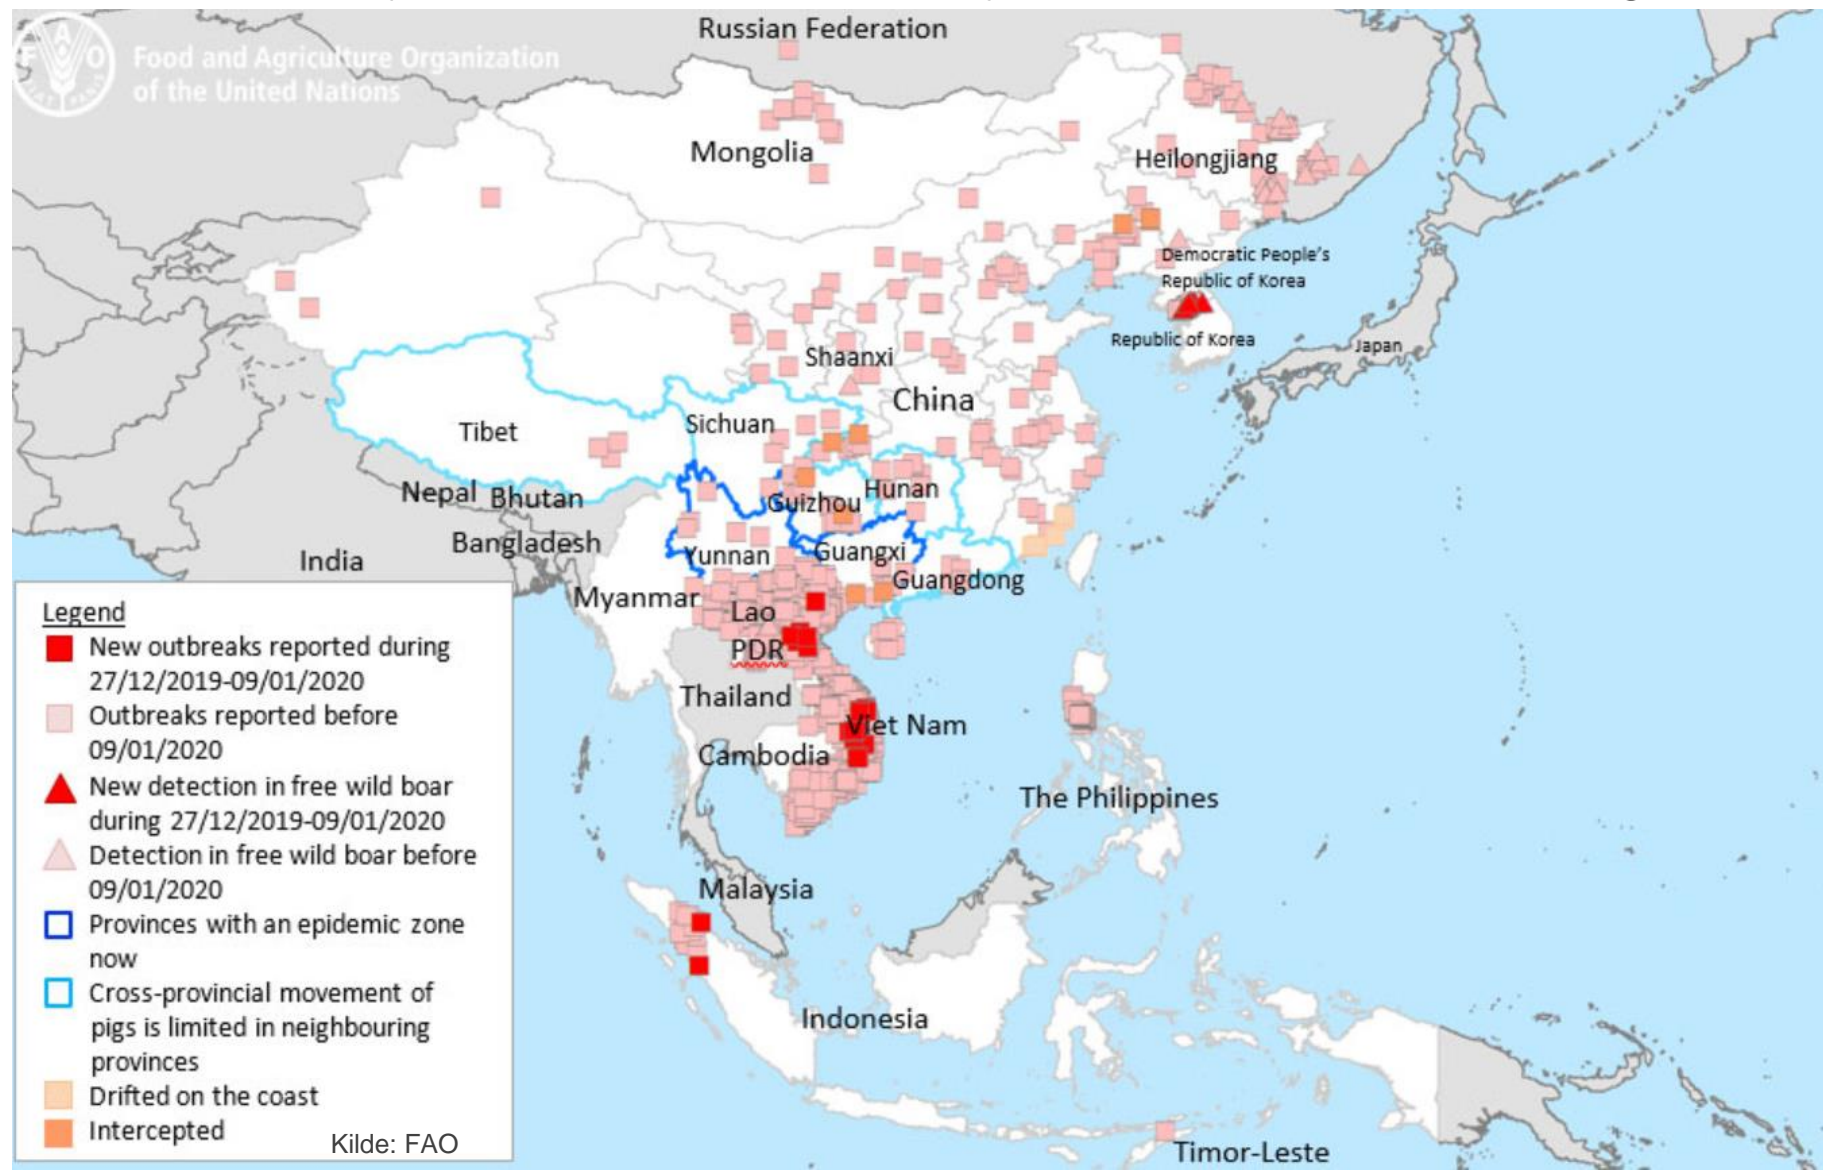 Russian Federation
FAO
FIAT PANIS
Food and Agriculture Organization
of the United Nations
Mongolia
Heilongjiang
Democratic People's
Republic of Korea
Republic of Korea
Japan
Shaanxi
China
Sichuan
Tibet
Nepal
Bhutan
Guizhou
Hunan
Bangladesh
Yunnan
Guangxi
India
Guangdong
Myanmar
Lao
PDR
Thailand
Viet Nam
Cambodia
The Philippines
Malaysia
Indonesia
Timor-Leste
Legend
New outbreaks reported during
27/12/2019-09/01/2020
Outbreaks reported before
09/01/2020
New detection in free wild boar
during 27/12/2019-09/01/2020
Detection in free wild boar before
09/01/2020
Provinces with an epidemic zone
now
Cross-provincial movement of
pigs is limited in neighbouring
provinces
Drifted on the coast
Intercepted
Kilde: FAO